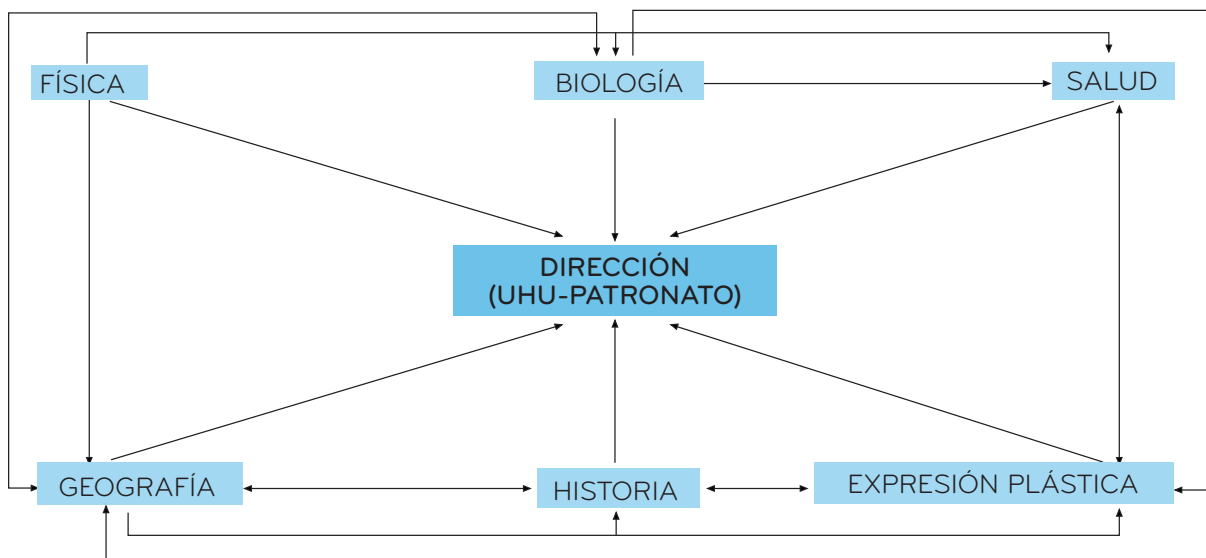 FÍSICA
BIOLOGÍA
SALUD
DIRECCIÓN
(UHU-PATRONATO)
GEOGRAFÍA
HISTORIA
EXPRESIÓN PLÁSTICA